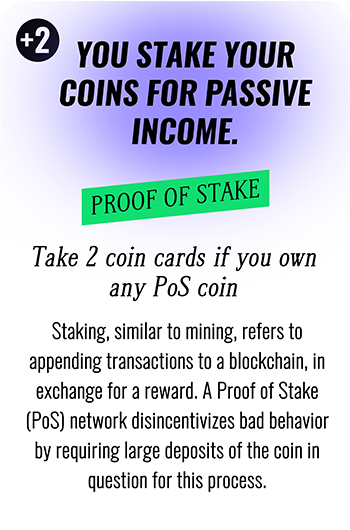 +2
YOU STAKE YOUR
COINS FOR PASSIVE
INCOME.
PROOF OF STAKE
Take 2 coin cards if you own
any PoS coin
Staking, similar to mining, refers to
appending transactions to a blockchain, in
exchange for a reward. A Proof of Stake
(PoS) network disincentivizes bad behavior
by requiring large deposits of the coin in
question for this process.